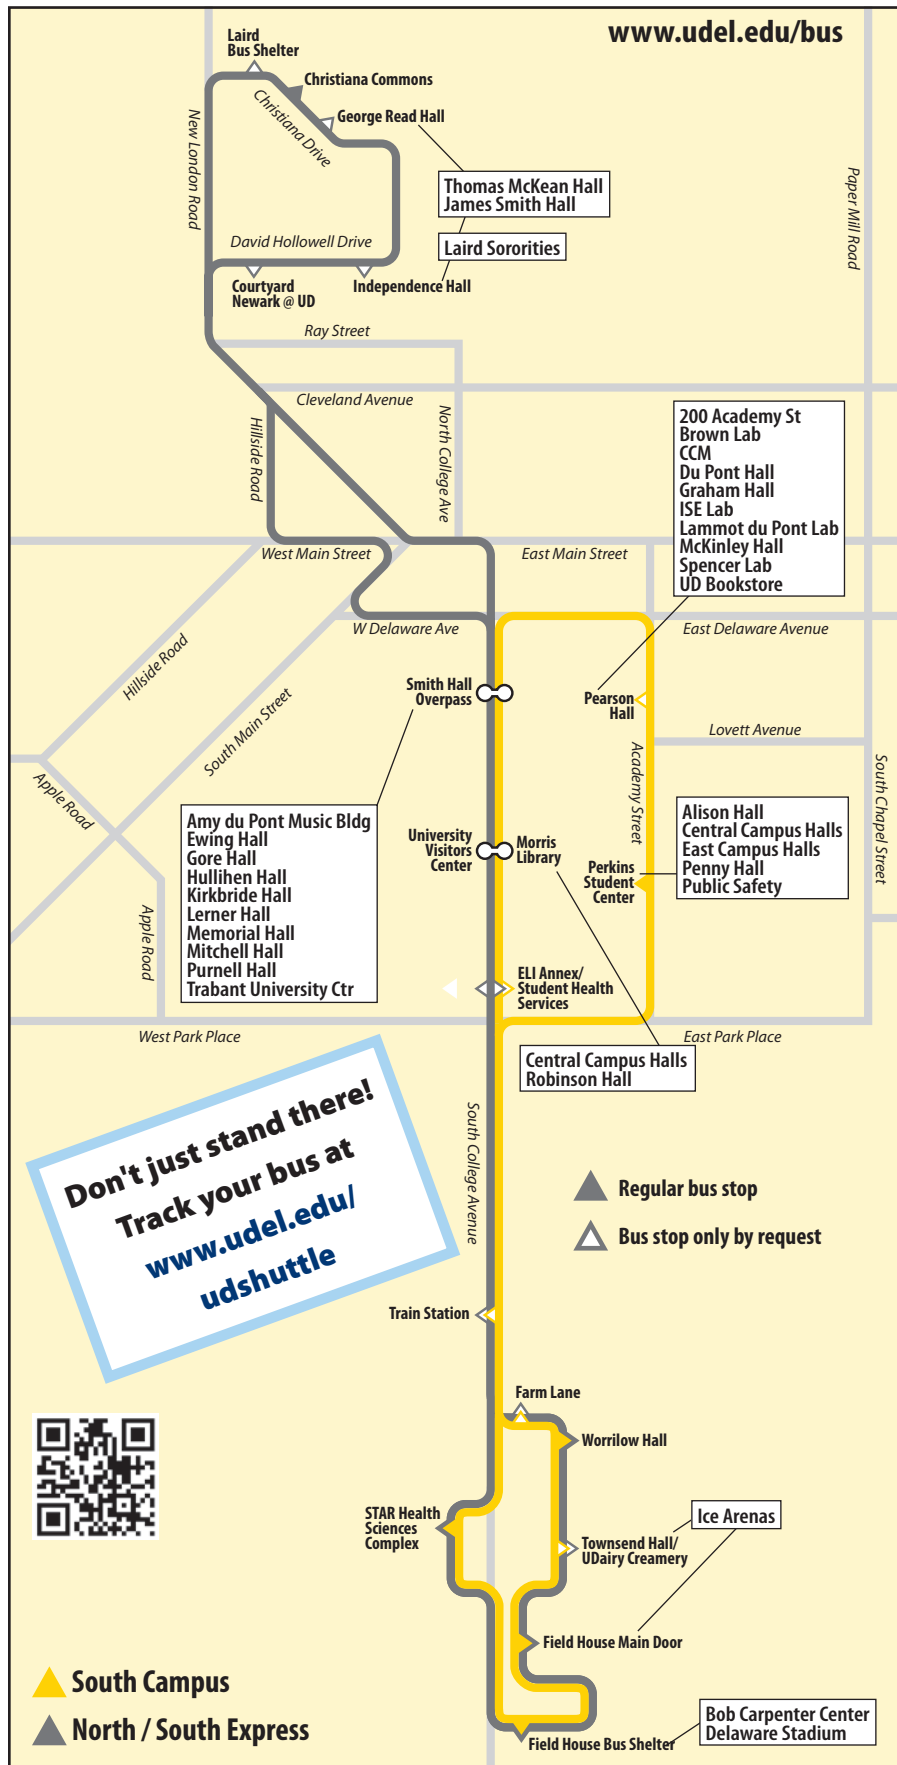 www.udel.edu/bus
Laird
Bus Shelter
Christiana Commons
George Read Hall
Christiana Drive
New London Road
Thomas McKean Hall
James Smith Hall
Laird Sororities
Paper Mill Road
David Hollowell Drive
Courtyard
Newark @ UD
Independence Hall
Ray Street
Cleveland Avenue
Hillside Road
North College Ave
200 Academy St
Brown Lab
CCM
Du Pont Hall
Graham Hall
ISE Lab
Lammot du Pont Lab
McKinley Hall
Spencer Lab
UD Bookstore
West Main Street
East Main Street
W Delaware Ave
East Delaware Avenue
Hillside Road
South Main Street
Smith Hall
Overpass
Pearson
Hall
Lovett Avenue
Academy Street
South Chapel Street
Apple Road
Amy du Pont Music Bldg
Ewing Hall
Gore Hall
Hullihen Hall
Kirkbride Hall
Lerner Hall
Memorial Hall
Mitchell Hall
Purnell Hall
Trabant University Ctr
University
Visitors
Center
Morris
Library
Perkins
Student
Center
Alison Hall
Central Campus Halls
East Campus Halls
Penny Hall
Public Safety
Apple Road
ELI Annex/
Student Health
Services
West Park Place
East Park Place
Central Campus Halls
Robinson Hall
Don't just stand there!
Track your bus at
www.udel.edu/
udshuttle
South College Avenue
Regular bus stop
Bus stop only by request
Train Station
Farm Lane
Worrilow Hall
STAR Health
Sciences
Complex
Ice Arenas
Townsend Hall/
UDairy Creamery
Field House Main Door
South Campus
North / South Express
Bob Carpenter Center
Delaware Stadium
Field House Bus Shelter